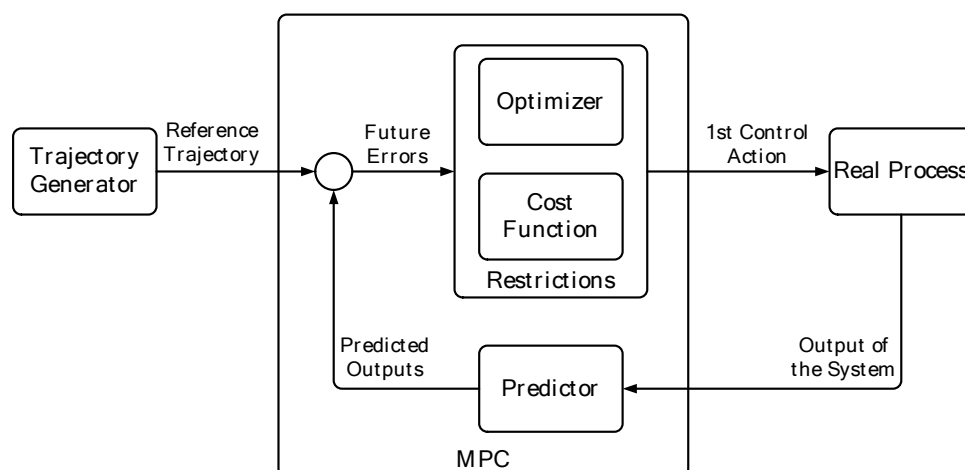 Optimizer
Reference
Trajectory
Future
Errors
1st Control
Action
Trajectory
Generator
Real Process
Cost
Function
Restrictions
Predicted
Outputs
Output of
the System
Predictor
MPC